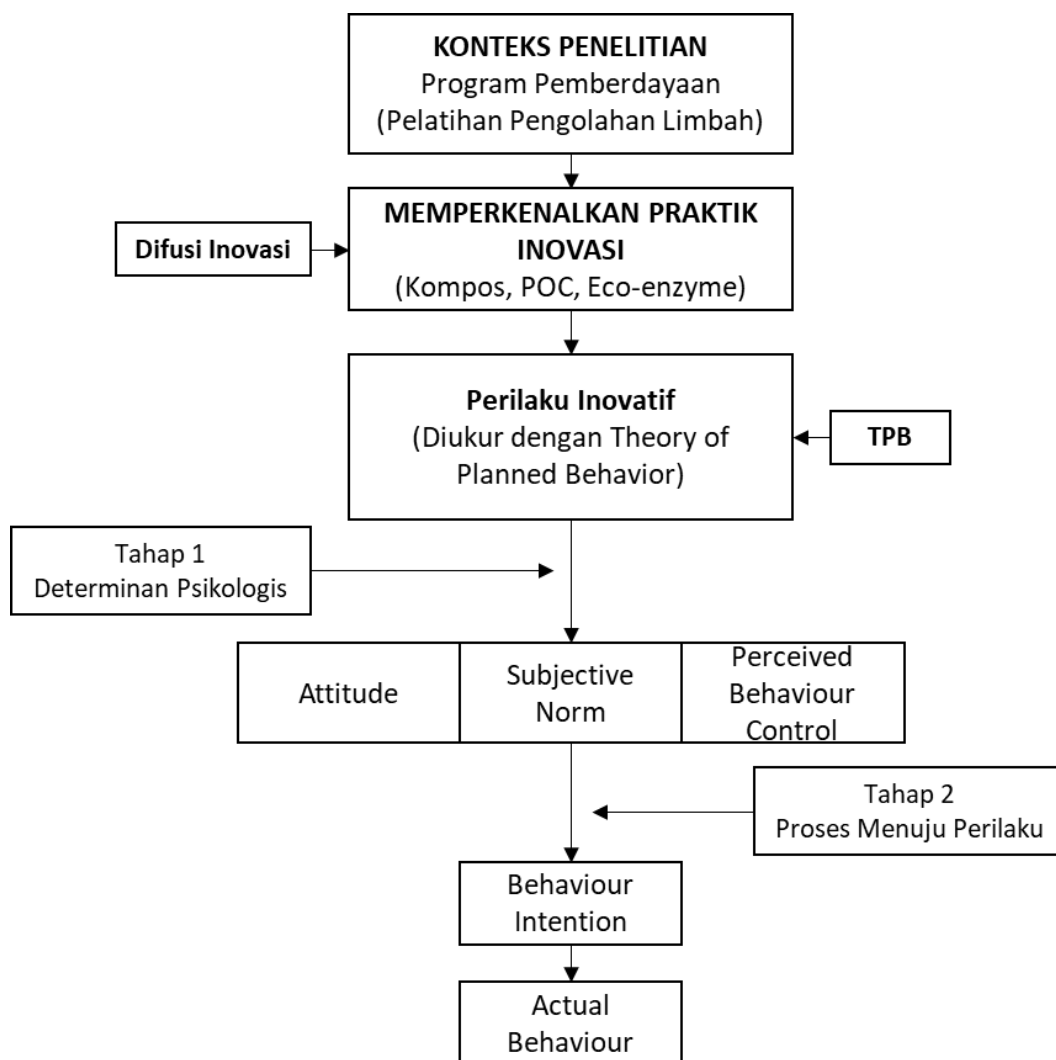 KONTEKS PENELITIAN
Program Pemberdayaan
(Pelatihan Pengolahan Limbah)
MEMPERKENALKAN PRAKTIK
INOVASI
(Kompos, POC, Eco-enzyme)
Difusi Inovasi
Perilaku Inovatif
(Diukur dengan Theory of
Planned Behavior)
TPB
Tahap 1
Determinan Psikologis
Attitude
Subjective
Norm
Perceived
Behaviour
Control
Tahap 2
Proses Menuju Perilaku
Behaviour
Intention
Actual
Behaviour